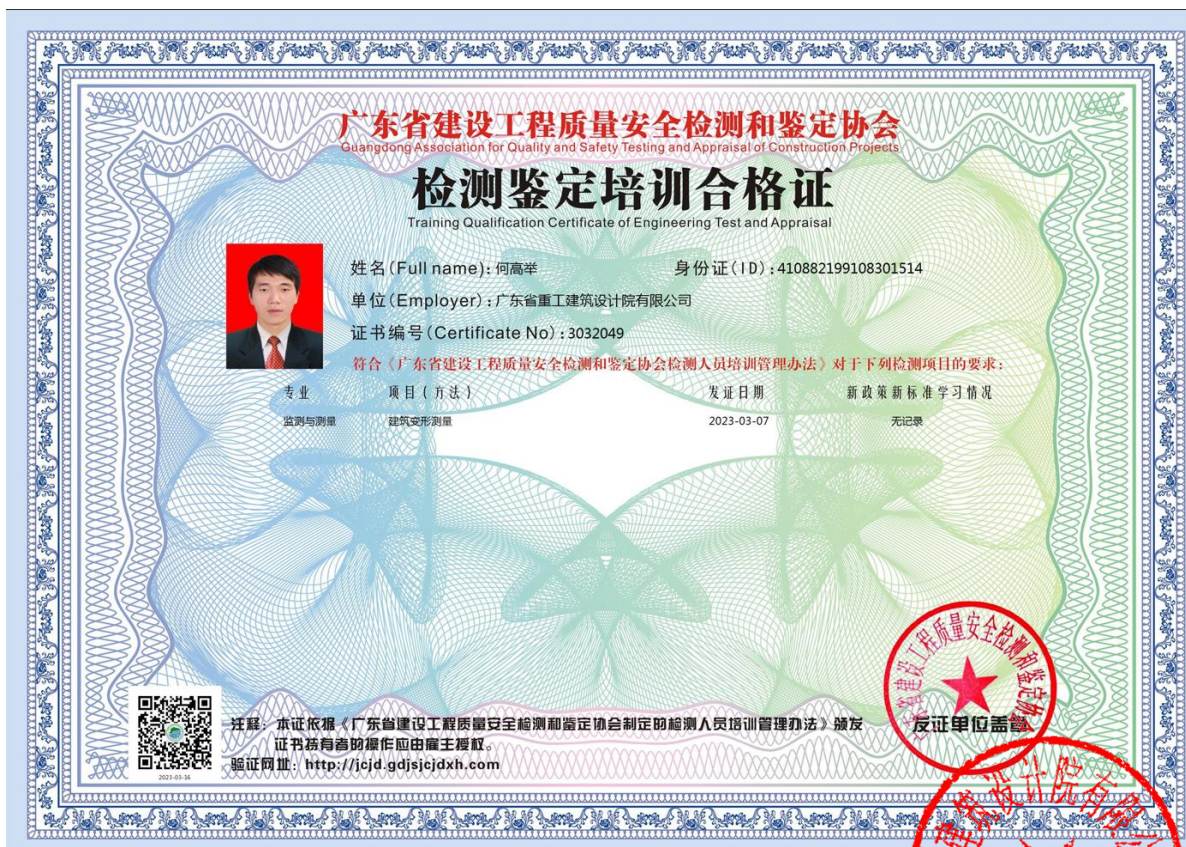 广东省建设工程质量安全检测和鉴定协会
Guangdong Association for Quality and Safety Testing and Appraisal of Construction Projects
检测鉴定培训合格证
Training Qualification Certificate of Engineering Test and Appraisal
姓名(Full name): 何高举 身份证(ID): 410882199108301514
单位(Employer): 广东省重工建筑设计院有限公司
证书编号(Certificate No): 3032049
符合《广东省建设工程质量安全检测和鉴定协会检测人员培训管理办法》对于下列检测项目的要求:
专业 项目(方法) 发证日期 新政策新标准学习情况
监测与测量 建筑变形测量 2023-03-07 无记录
广东省建设工程质量安全检测和鉴定协会
发证单位盖章
注释: 本证依据《广东省建设工程质量安全检测和鉴定协会制定的检测人员培训管理办法》颁发
证书持有者的操作应由雇主授权。
验证网址: http://jcjd.gdjsjcjdxh.com
2023-03-16
建筑设计院有限公